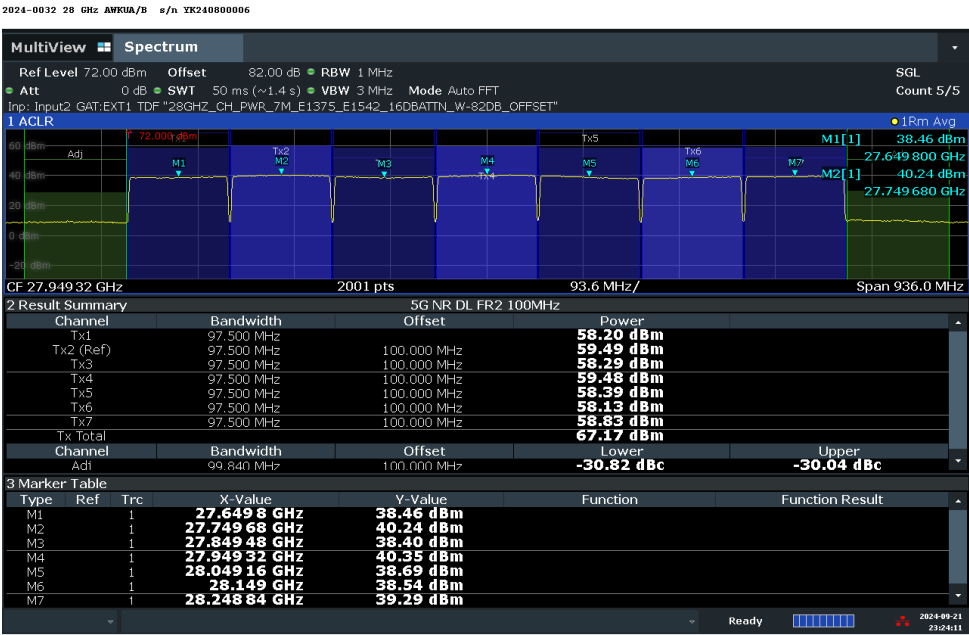 2024-0032 28 GHz AWKUA/B s/n YK240800006
MultiView Spectrum
Ref Level 72.00 dBm Offset 82.00 dB RBW 1 MHz SGL
Att 0 dB SWT 50 ms (~1.4 s) VBW 3 MHz Mode Auto FFT Count 5/5
Inp: Input2 GAT:EXT1 TDF "28GHZ_CH_PWR_7M_E1375_E1542_16DBATTN_W-82DB_OFFSET"
1 ACLR 1Rm Avg
72.000 dBm Tx5 M1[1] 38.46 dBm
60 dBm Adj Tx2 Tx6 27.649 800 GHz
M1 M2 M3 M4 M5 M6 M7
40 dBm Tx4 M2[1] 40.24 dBm
27.749 680 GHz
20 dBm
0 dBm
-20 dBm
CF 27.949 32 GHz 2001 pts 93.6 MHz/ Span 936.0 MHz
2 Result Summary 5G NR DL FR2 100MHz
Channel Bandwidth Offset Power
Tx1 97.500 MHz 58.20 dBm
Tx2 (Ref) 97.500 MHz 100.000 MHz 59.49 dBm
Tx3 97.500 MHz 100.000 MHz 58.29 dBm
Tx4 97.500 MHz 100.000 MHz 59.48 dBm
Tx5 97.500 MHz 100.000 MHz 58.39 dBm
Tx6 97.500 MHz 100.000 MHz 58.13 dBm
Tx7 97.500 MHz 100.000 MHz 58.83 dBm
Tx Total 67.17 dBm
Channel Bandwidth Offset Lower Upper
Adj 99.840 MHz 100.000 MHz -30.82 dBc -30.04 dBc
3 Marker Table
Type Ref Trc X-Value Y-Value Function Function Result
M1 1 27.649 8 GHz 38.46 dBm
M2 1 27.749 68 GHz 40.24 dBm
M3 1 27.849 48 GHz 38.40 dBm
M4 1 27.949 32 GHz 40.35 dBm
M5 1 28.049 16 GHz 38.69 dBm
M6 1 28.149 GHz 38.54 dBm
M7 1 28.248 84 GHz 39.29 dBm
Ready 2024-09-21
23:24:11